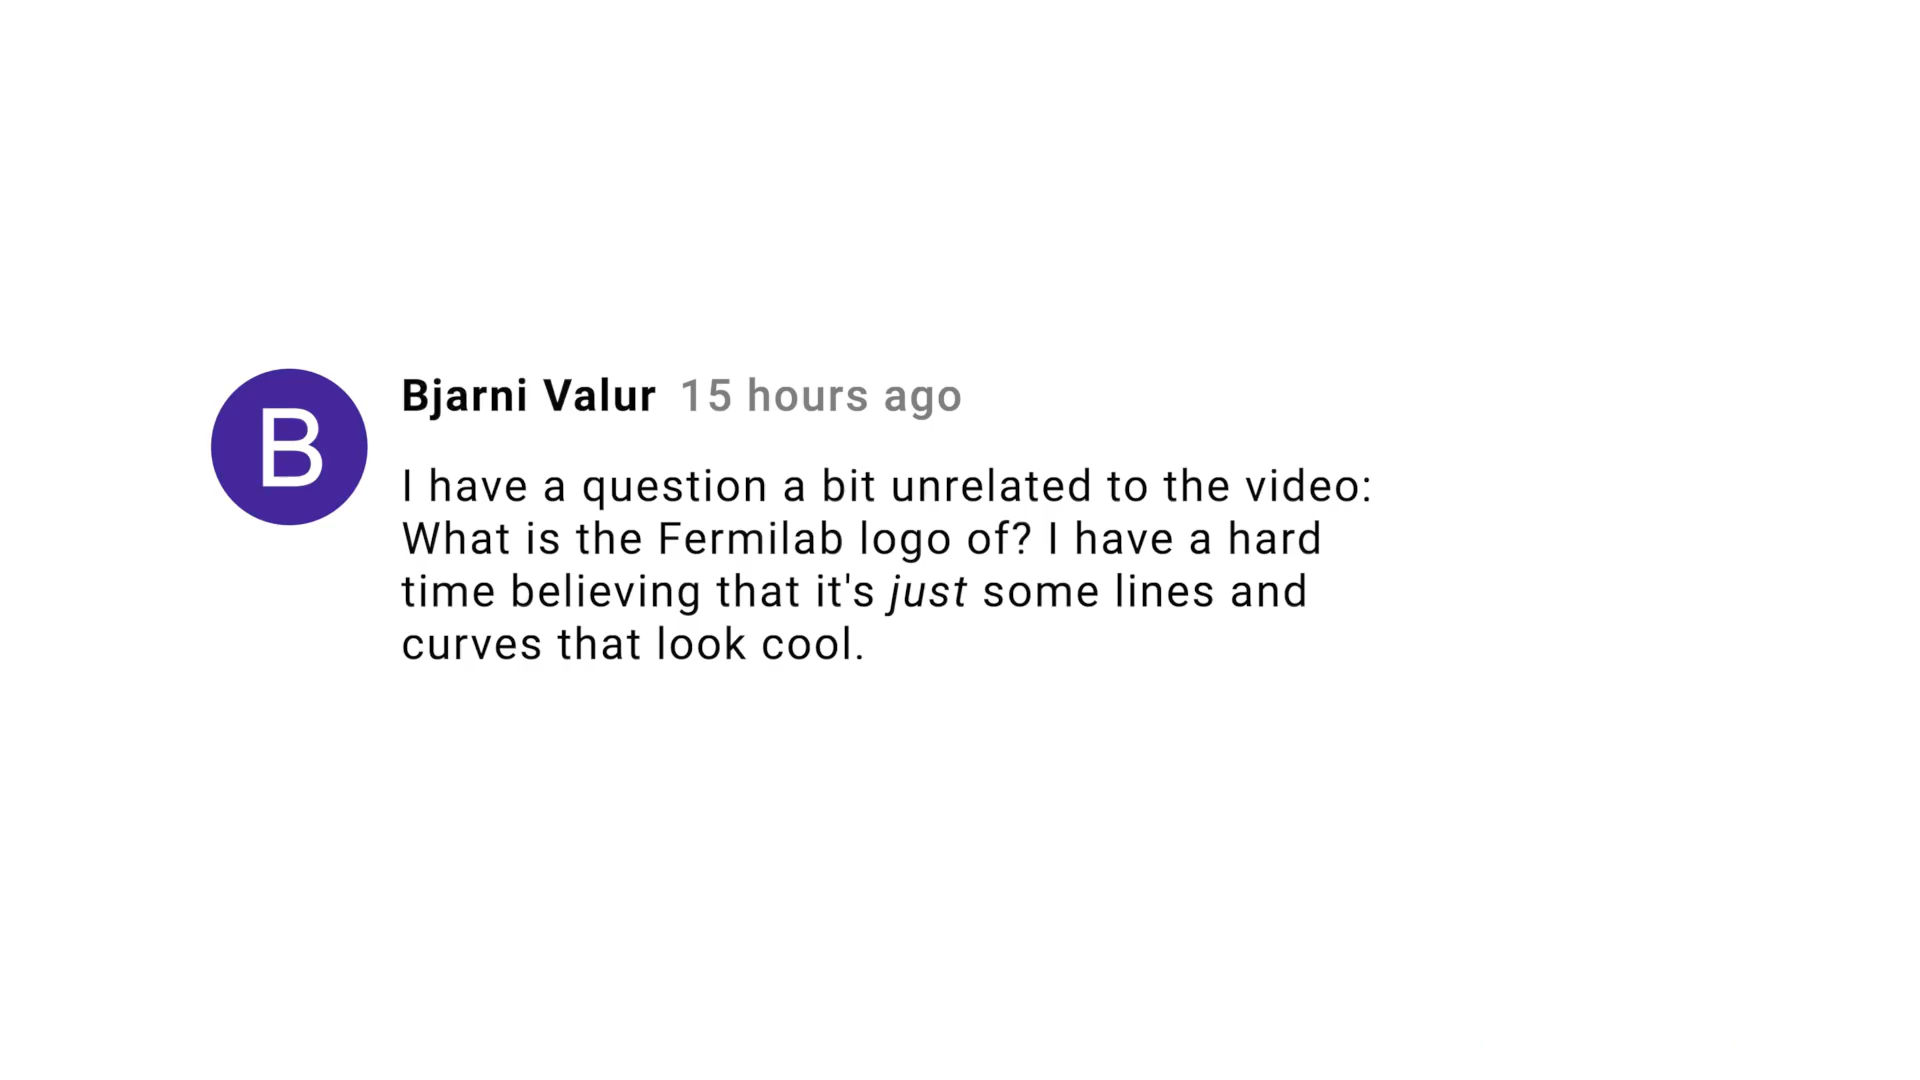 B
Bjarni Valur 15 hours ago
I have a question a bit unrelated to the video:
What is the Fermilab logo of? I have a hard
time believing that it's just some lines and
curves that look cool.